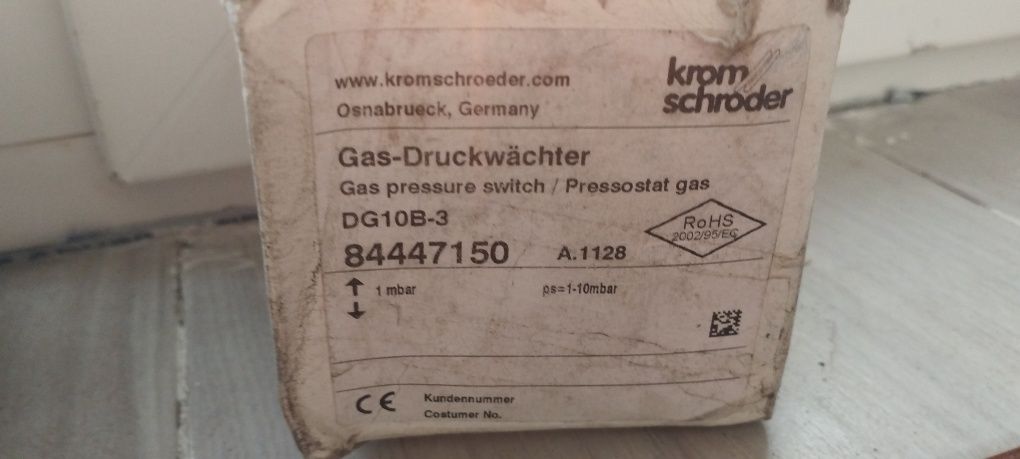 www.kromschroeder.com
Osnabrueck, Germany
krom
schroder
Gas-Druckwächter
Gas pressure switch / Pressostat gas
DG10B-3
84447150 A.1128
RoHS
2002/95/EC
1 mbar ps=1-10mbar
CE Kundennummer
Costumer No.